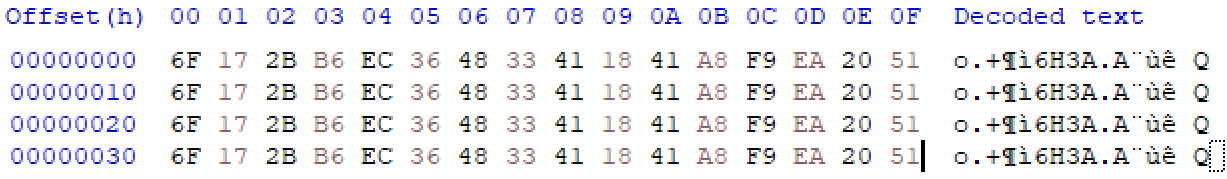 Offset(h) 00 01 02 03 04 05 06 07 08 09 0A 0B 0C 0D 0E 0F Decoded text
00000000 6F 17 2B B6 EC 36 48 33 41 18 41 A8 F9 EA 20 51 o.+¶ì6H3A.A¨ùê Q
00000010 6F 17 2B B6 EC 36 48 33 41 18 41 A8 F9 EA 20 51 o.+¶ì6H3A.A¨ùê Q
00000020 6F 17 2B B6 EC 36 48 33 41 18 41 A8 F9 EA 20 51 o.+¶ì6H3A.A¨ùê Q
00000030 6F 17 2B B6 EC 36 48 33 41 18 41 A8 F9 EA 20 51 o.+¶ì6H3A.A¨ùê Q